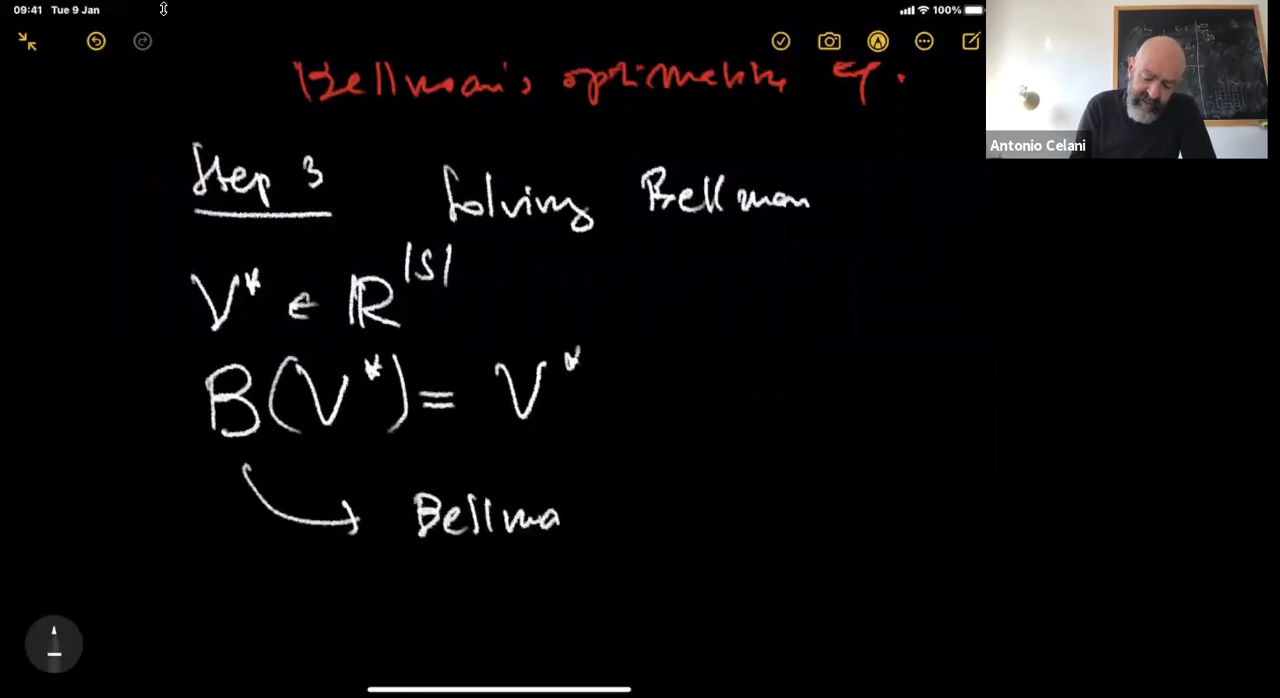 09:41 Tue 9 Jan 100%
Antonio Celani
Bellman's optimality eq.
Step 3 Solving Bellman
V* ∈ ℝ^|S|
B(V*) = V*
Bellma